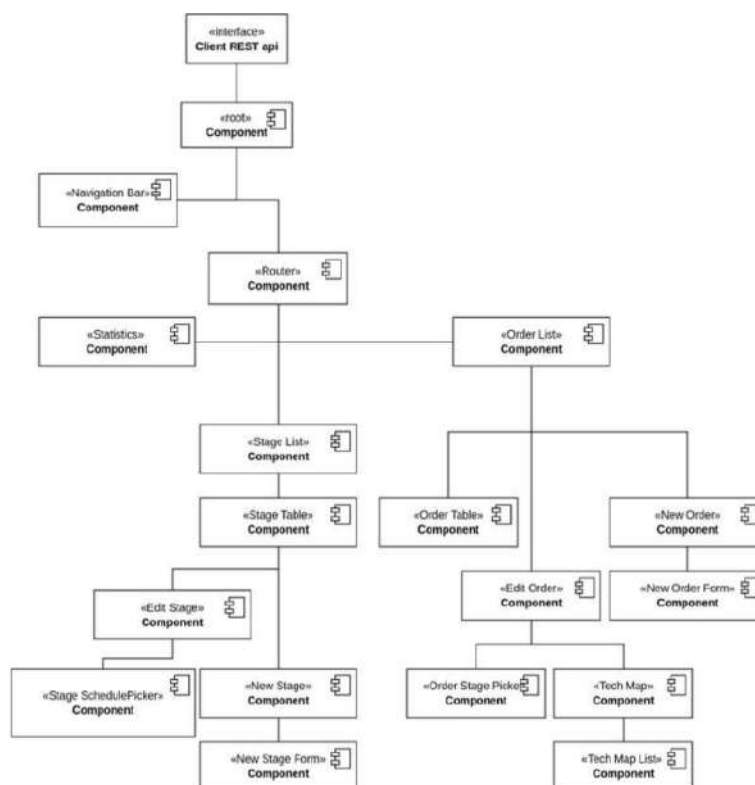 «interface»
Client REST api
«root»
Component
«Navigation Bar»
Component
«Router»
Component
«Statistics»
Component
«Order List»
Component
«Stage List»
Component
«Stage Table»
Component
«Order Table»
Component
«New Order»
Component
«Edit Stage»
Component
«Edit Order»
Component
«New Order Form»
Component
«Stage SchedulePicker»
Component
«New Stage»
Component
«Order Stage Picker
Component
«Tech Map»
Component
«New Stage Form»
Component
«Tech Map List»
Component